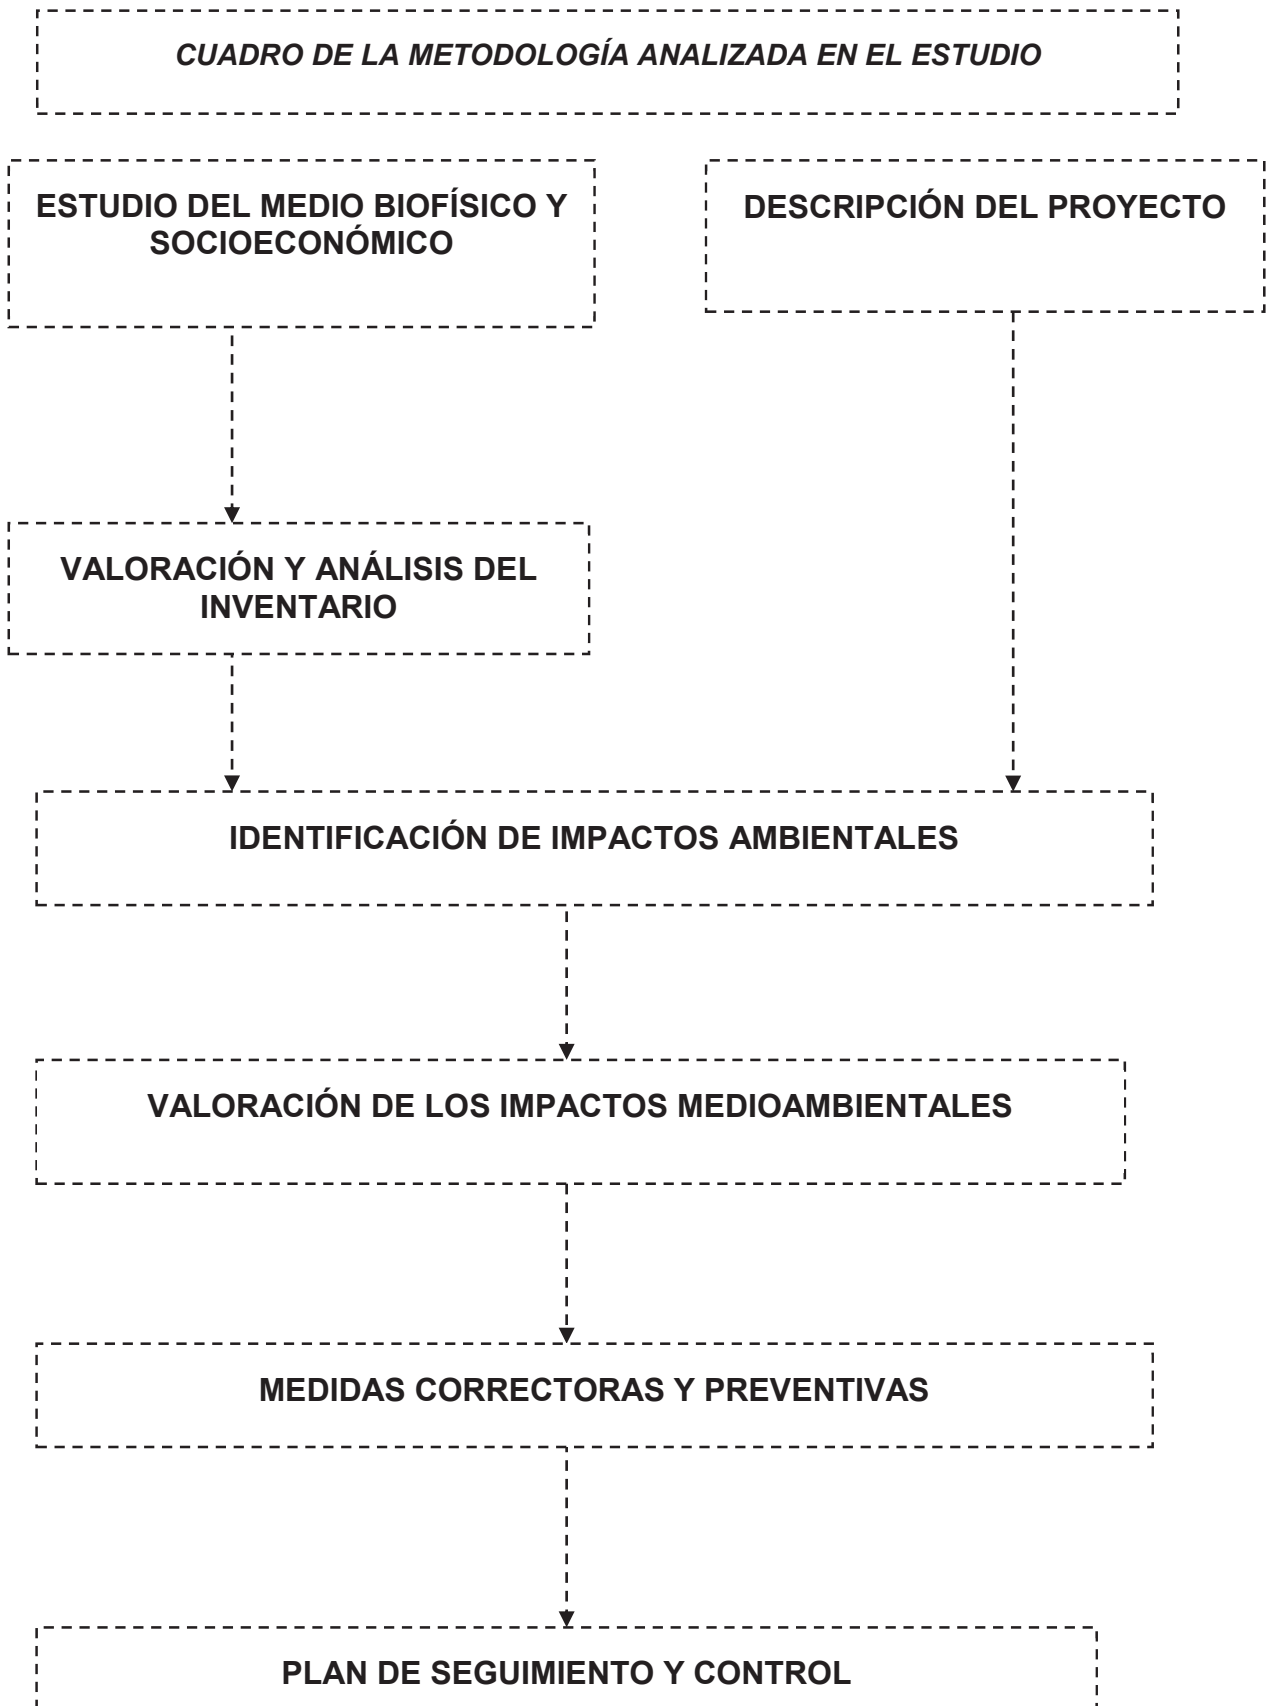 CUADRO DE LA METODOLOGÍA ANALIZADA EN EL ESTUDIO
ESTUDIO DEL MEDIO BIOFÍSICO Y
SOCIOECONÓMICO
DESCRIPCIÓN DEL PROYECTO
VALORACIÓN Y ANÁLISIS DEL
INVENTARIO
IDENTIFICACIÓN DE IMPACTOS AMBIENTALES
VALORACIÓN DE LOS IMPACTOS MEDIOAMBIENTALES
MEDIDAS CORRECTORAS Y PREVENTIVAS
PLAN DE SEGUIMIENTO Y CONTROL